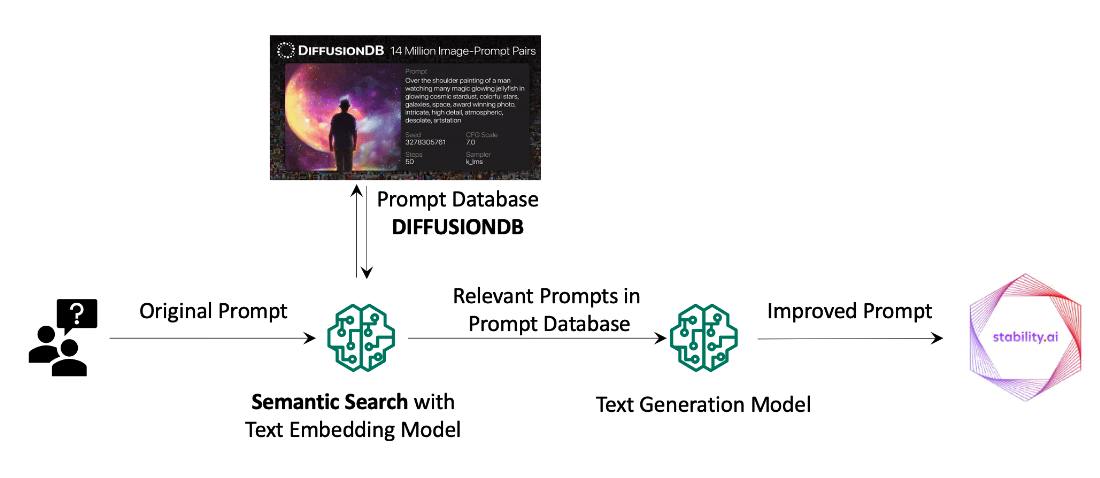 DIFFUSIONDB 14 Million Image-Prompt Pairs
Prompt
Over the shoulder painting of a man
watching many magic glowing jellyfish in
glowing cosmic stardust, colorful stars,
galaxies, space, award winning photo,
intricate, high detail, atmospheric,
desolate, artstation
Seed CFG Scale
3278305761 7.0
Steps Sampler
50 k_lms
Prompt Database
DIFFUSIONDB
?
Original Prompt
Relevant Prompts in
Prompt Database
Improved Prompt
stability.ai
Semantic Search with
Text Embedding Model
Text Generation Model